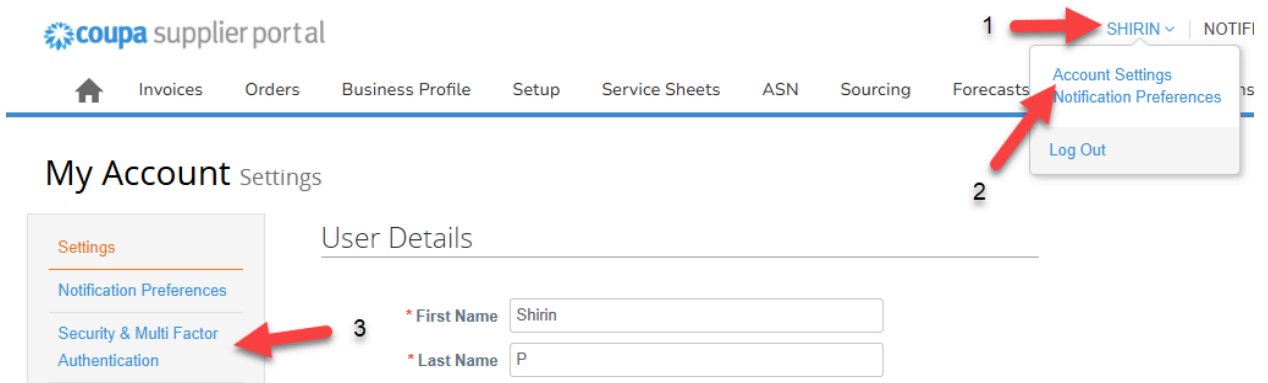 coupa supplier portal
1
SHIRIN
Invoices Orders Business Profile Setup Service Sheets ASN Sourcing Forecasts
Account Settings
Notification Preferences
Log Out
2
My Account Settings
Settings
Notification Preferences
Security & Multi Factor
Authentication
3
User Details
* First Name Shirin
* Last Name P